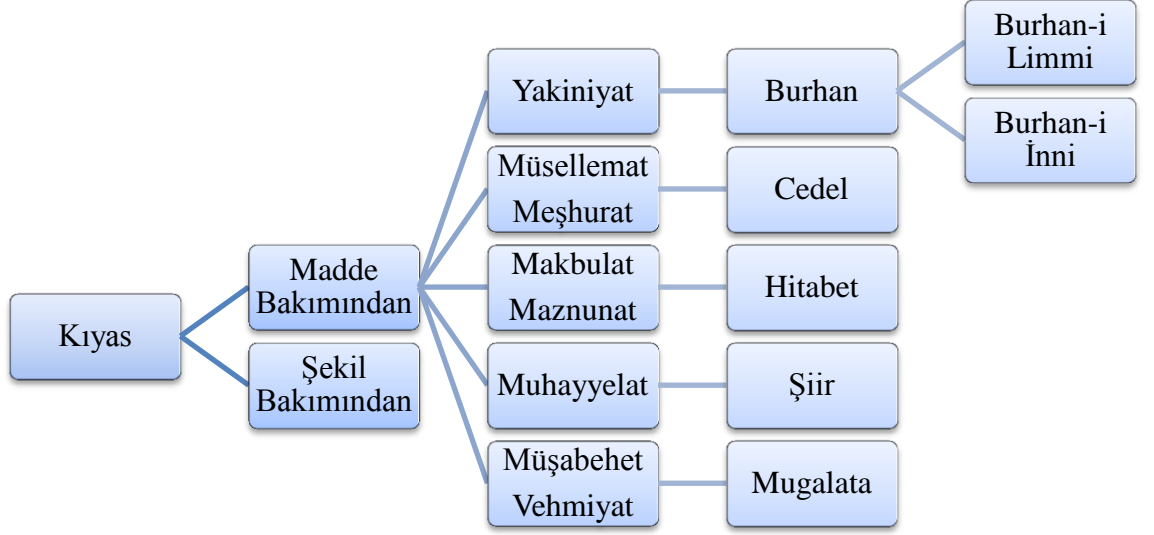 Kıyas
Madde
Bakımından
Şekil
Bakımından
Yakiniyat
Müsellemat
Meşhurat
Makbulat
Maznunat
Muhayyelat
Müşabehet
Vehmiyat
Burhan
Cedel
Hitabet
Şiir
Mugalata
Burhan-i
Limmi
Burhan-i
İnni